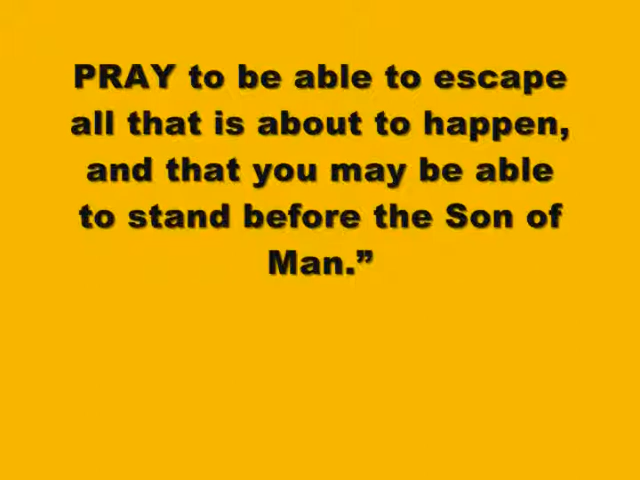 PRAY to be able to escape
all that is about to happen,
and that you may be able
to stand before the Son of
Man.”